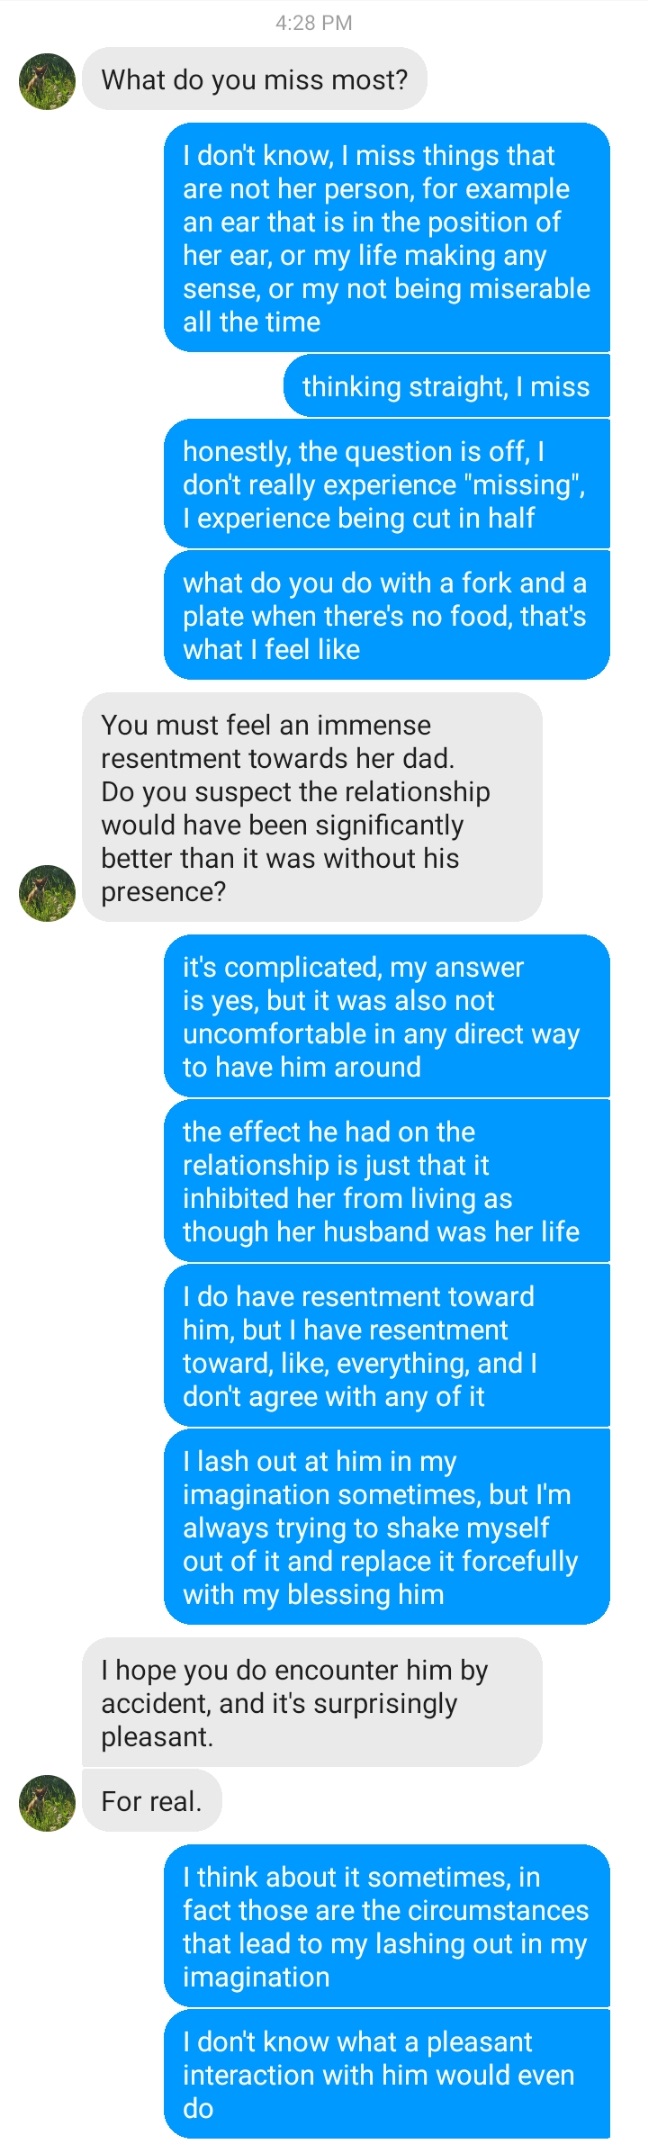 4:28 PM
What do you miss most?
I don't know, I miss things that
are not her person, for example
an ear that is in the position of
her ear, or my life making any
sense, or my not being miserable
all the time
thinking straight, I miss
honestly, the question is off, I
don't really experience "missing",
I experience being cut in half
what do you do with a fork and a
plate when there's no food, that's
what I feel like
You must feel an immense
resentment towards her dad.
Do you suspect the relationship
would have been significantly
better than it was without his
presence?
it's complicated, my answer
is yes, but it was also not
uncomfortable in any direct way
to have him around
the effect he had on the
relationship is just that it
inhibited her from living as
though her husband was her life
I do have resentment toward
him, but I have resentment
toward, like, everything, and I
don't agree with any of it
I lash out at him in my
imagination sometimes, but I'm
always trying to shake myself
out of it and replace it forcefully
with my blessing him
I hope you do encounter him by
accident, and it's surprisingly
pleasant.
For real.
I think about it sometimes, in
fact those are the circumstances
that lead to my lashing out in my
imagination
I don't know what a pleasant
interaction with him would even
do